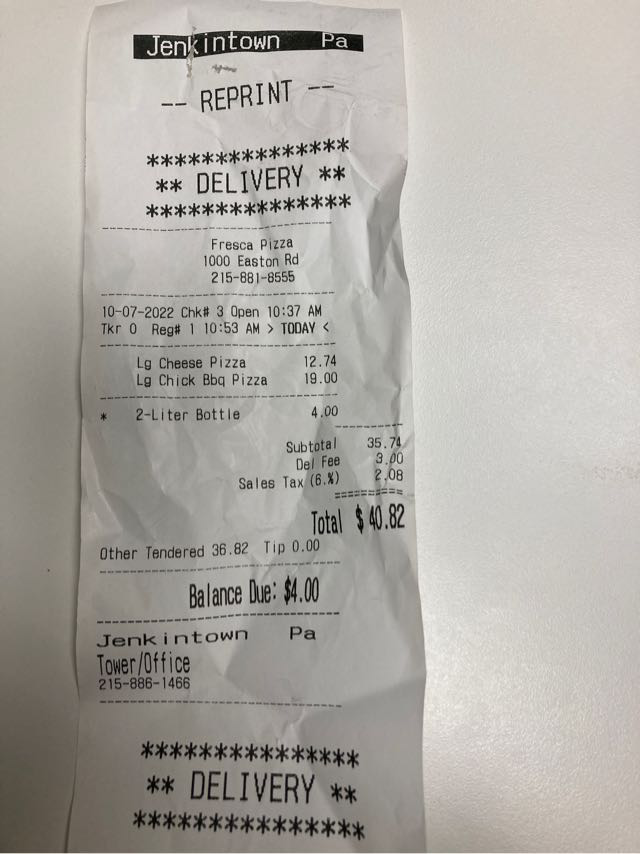 Jenkintown Pa
-- REPRINT --
***************
** DELIVERY **
***************
Fresca Pizza
1000 Easton Rd
215-881-8555
10-07-2022 Chk# 3 Open 10:37 AM
Tkr 0 Reg# 1 10:53 AM > TODAY <
Lg Cheese Pizza 12.74
Lg Chick Bbq Pizza 19.00
* 2-Liter Bottle 4.00
Subtotal 35.74
Del Fee 3.00
Sales Tax (6.%) 2.08
Total $ 40.82
Other Tendered 36.82 Tip 0.00
Balance Due: $4.00
Jenkintown Pa
Tower/Office
215-886-1466
***************
** DELIVERY **
***************